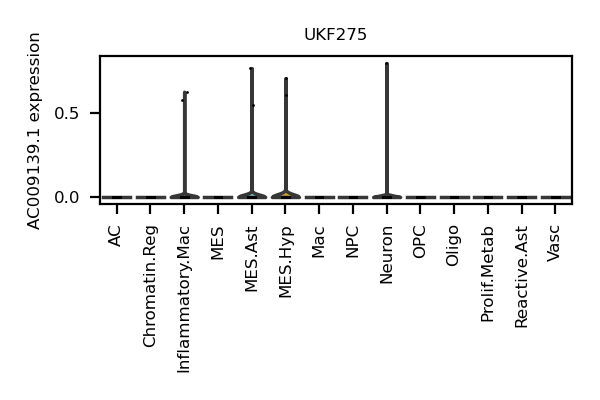 UKF275
AC009139.1 expression
0.5
0.0
AC
Chromatin.Reg
Inflammatory.Mac
MES
MES.Ast
MES.Hyp
Mac
NPC
Neuron
OPC
Oligo
Prolif.Metab
Reactive.Ast
Vasc